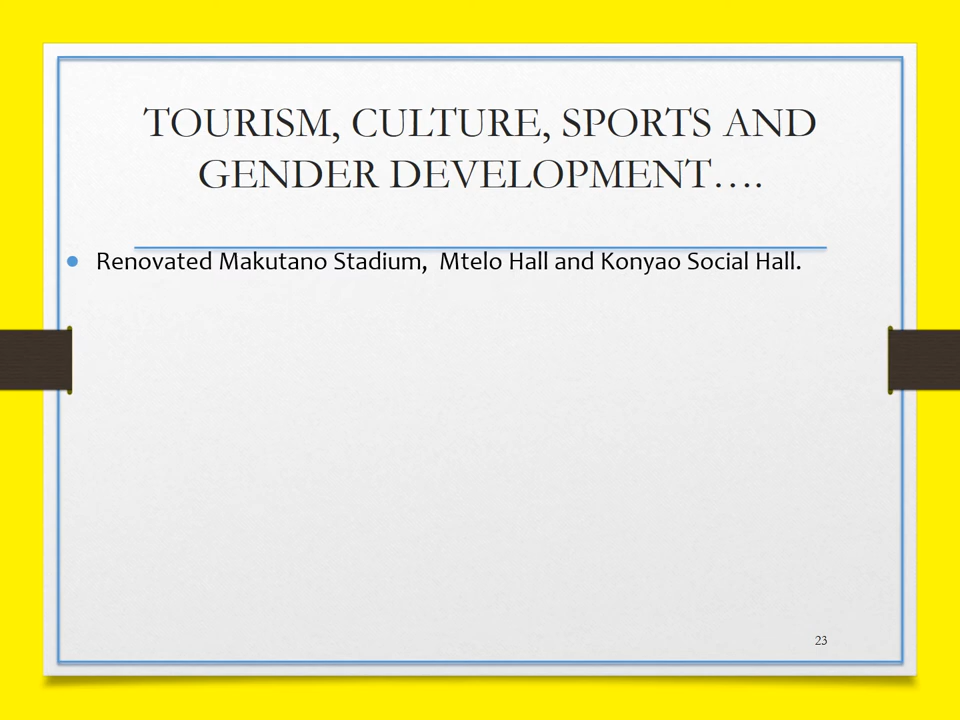 TOURISM, CULTURE, SPORTS AND
GENDER DEVELOPMENT….
• Renovated Makutano Stadium,  Mtelo Hall and Konyao Social Hall.
23